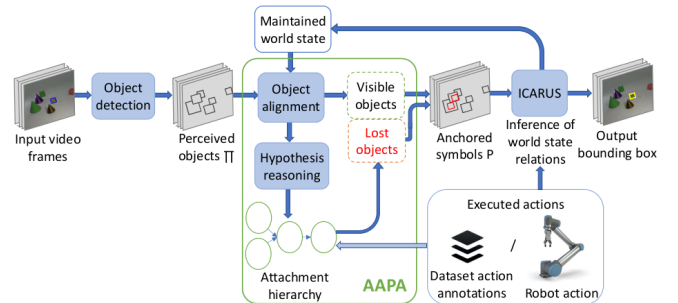 Maintained
world state
Object
detection
Object
alignment
Visible
objects
ICARUS
Input video
frames
Perceived
objects ∏
Lost
objects
Anchored
symbols P
Inference of
world state
relations
Output
bounding box
Hypothesis
reasoning
Executed actions
/
Attachment
hierarchy
AAPA
Dataset action
annotations
Robot action